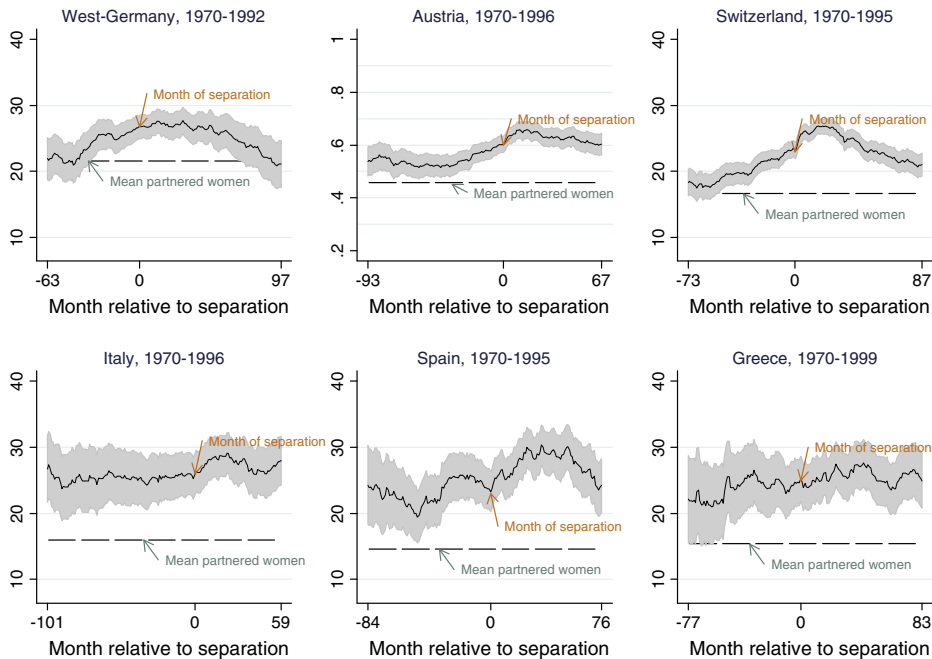 West-Germany, 1970-1992
40
30
20
10
Month of separation
Mean partnered women
-63 0 97
Month relative to separation
Austria, 1970-1996
1
.8
.6
.4
.2
Month of separation
Mean partnered women
-93 0 67
Month relative to separation
Switzerland, 1970-1995
40
30
20
10
Month of separation
Mean partnered women
-73 0 87
Month relative to separation
Italy, 1970-1996
40
30
20
10
Month of separation
Mean partnered women
-101 0 59
Month relative to separation
Spain, 1970-1995
40
30
20
10
Month of separation
Mean partnered women
-84 0 76
Month relative to separation
Greece, 1970-1999
40
30
20
10
Month of separation
Mean partnered women
-77 0 83
Month relative to separation